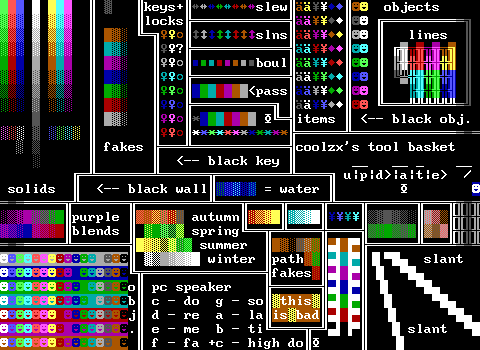 keys+
locks
slew
slns
boul
<pass
objects
lines
items
<-- black obj.
fakes
<-- black key
coolzx's tool basket
u|p|d>|a|t|e>
solids
<-- black wall
= water
purple
blends
autumn
spring
summer
winter
path
fakes
this
is bad
slant
slant
obj.
pc speaker
c - do g - so
d - re a - la
e - me b - ti
f - fa +c - high do